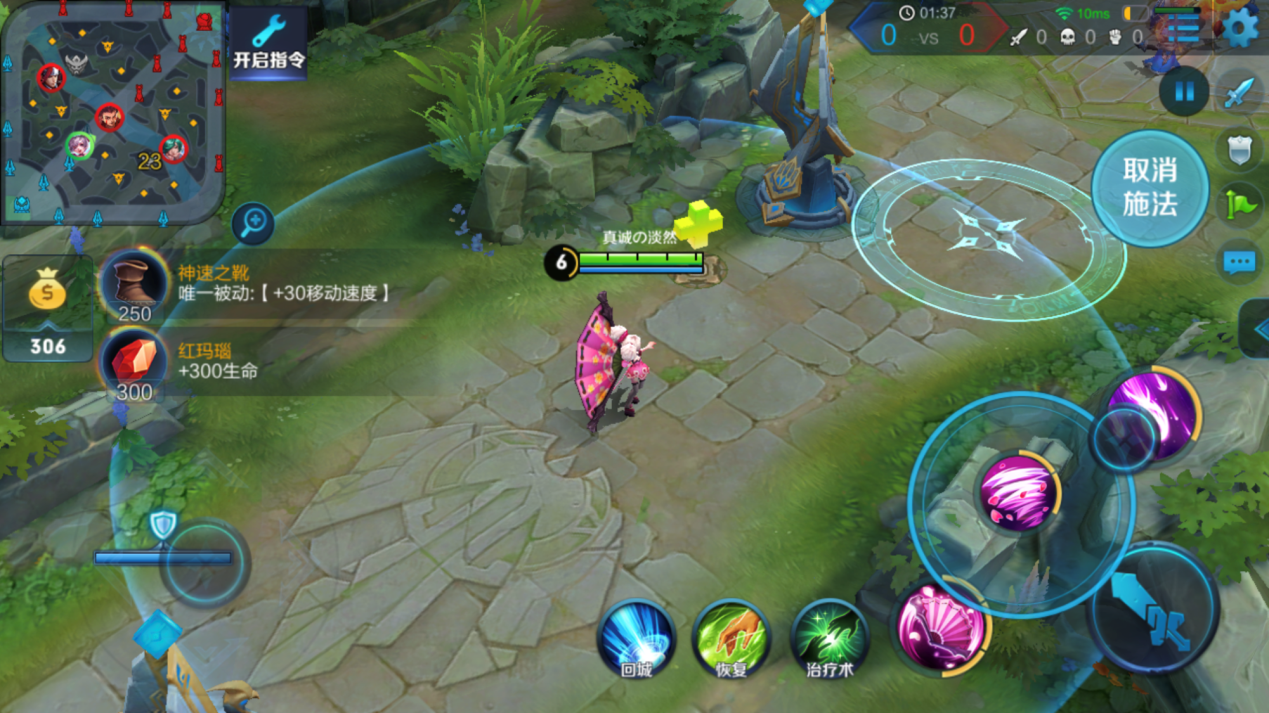 开启指令
01:37
10ms
0 VS 0
0 0 0
取消
施法
23
真诚の淡然
6
神速之靴
唯一被动:【+30移动速度】
250
306
红玛瑙
+300生命
300
回城
恢复
治疗术